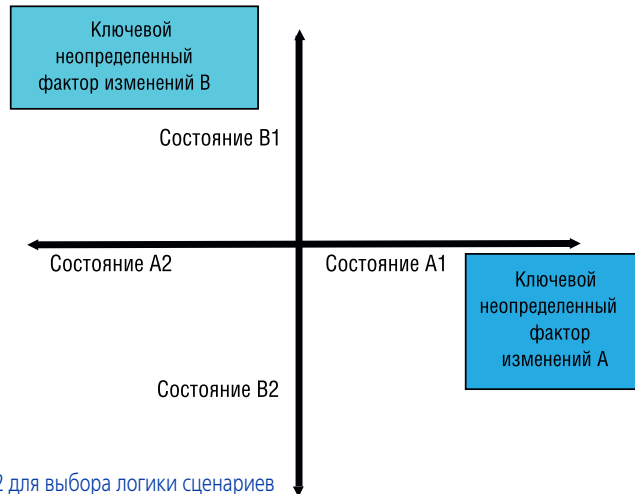 Ключевой
неопределенный
фактор изменений В
Состояние В1
Состояние А2
Состояние А1
Ключевой
неопределенный
фактор
изменений А
Состояние В2
2 для выбора логики сценариев